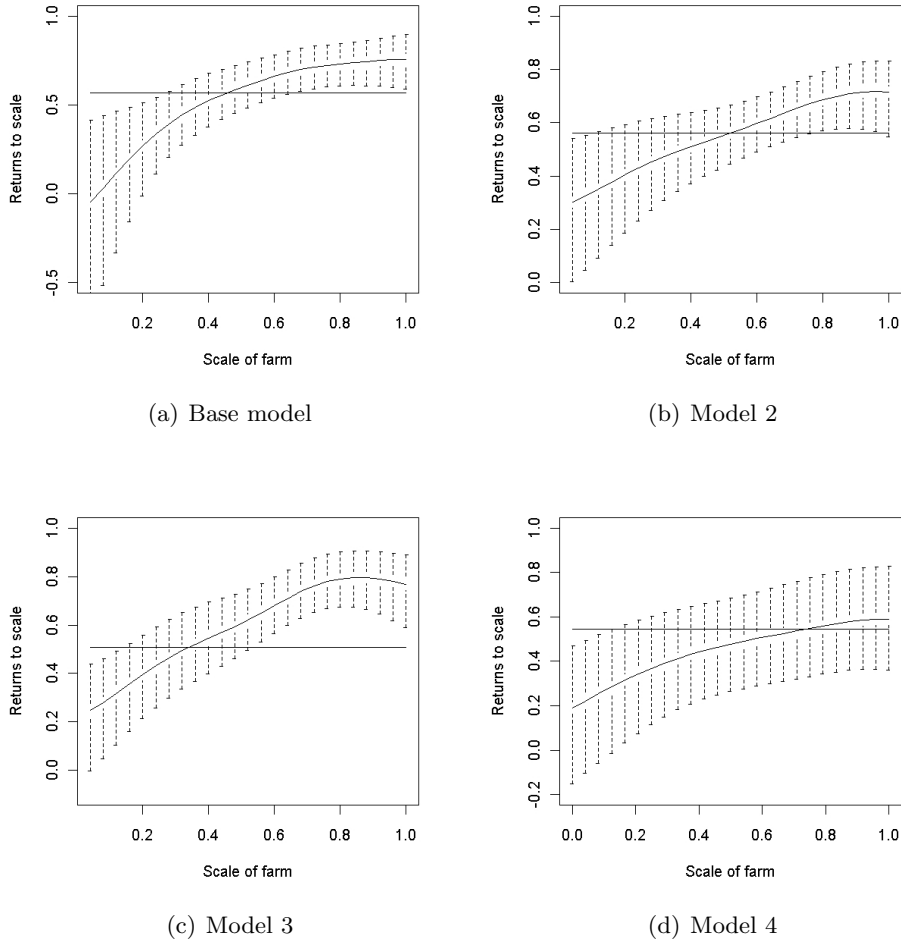 Returns to scale
1.0
0.5
0.0
-0.5
0.2 0.4 0.6 0.8 1.0
Scale of farm
(a) Base model
Returns to scale
1.0
0.8
0.6
0.4
0.2
0.0
0.2 0.4 0.6 0.8 1.0
Scale of farm
(b) Model 2
Returns to scale
1.0
0.8
0.6
0.4
0.2
0.0
0.2 0.4 0.6 0.8 1.0
Scale of farm
(c) Model 3
Returns to scale
1.0
0.8
0.6
0.4
0.2
0.0
-0.2
0.0 0.2 0.4 0.6 0.8 1.0
Scale of farm
(d) Model 4